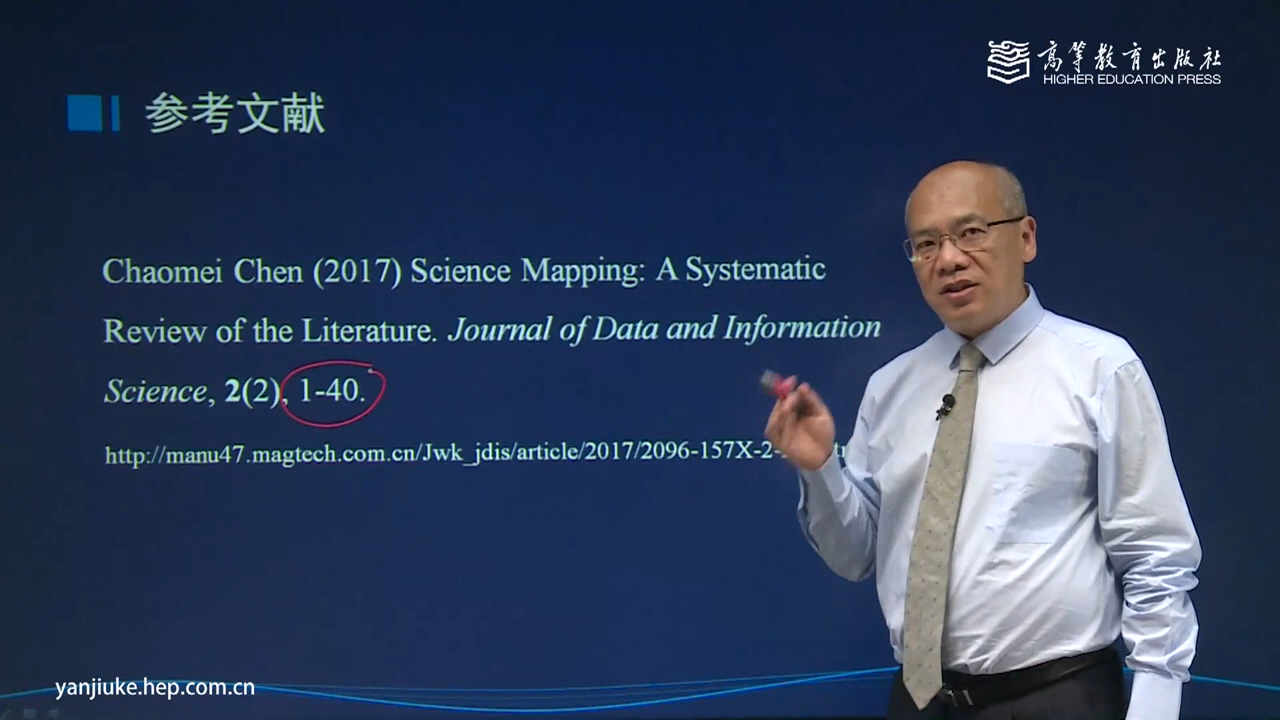 高等教育出版社
HIGHER EDUCATION PRESS
参考文献
Chaomei Chen (2017) Science Mapping: A Systematic
Review of the Literature. Journal of Data and Information
Science, 2(2), 1-40.
http://manu47.magtech.com.cn/Jwk_jdis/article/2017/2096-157X-2-
yanjiuke.hep.com.cn